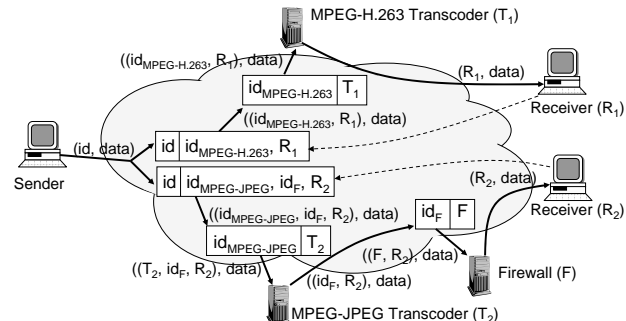 MPEG-H.263 Transcoder (T1)
((idMPEG-H.263, R1), data)
(R1, data)
idMPEG-H.263 T1
Receiver (R1)
((idMPEG-H.263, R1), data)
(id, data)
id idMPEG-H.263, R1
Sender
id idMPEG-JPEG, idF, R2
(R2, data)
Receiver (R2)
((idMPEG-JPEG, idF, R2), data)
idF F
idMPEG-JPEG T2
((F, R2), data)
((T2, idF, R2), data)
((idF, R2), data)
Firewall (F)
MPEG-JPEG Transcoder (T2)